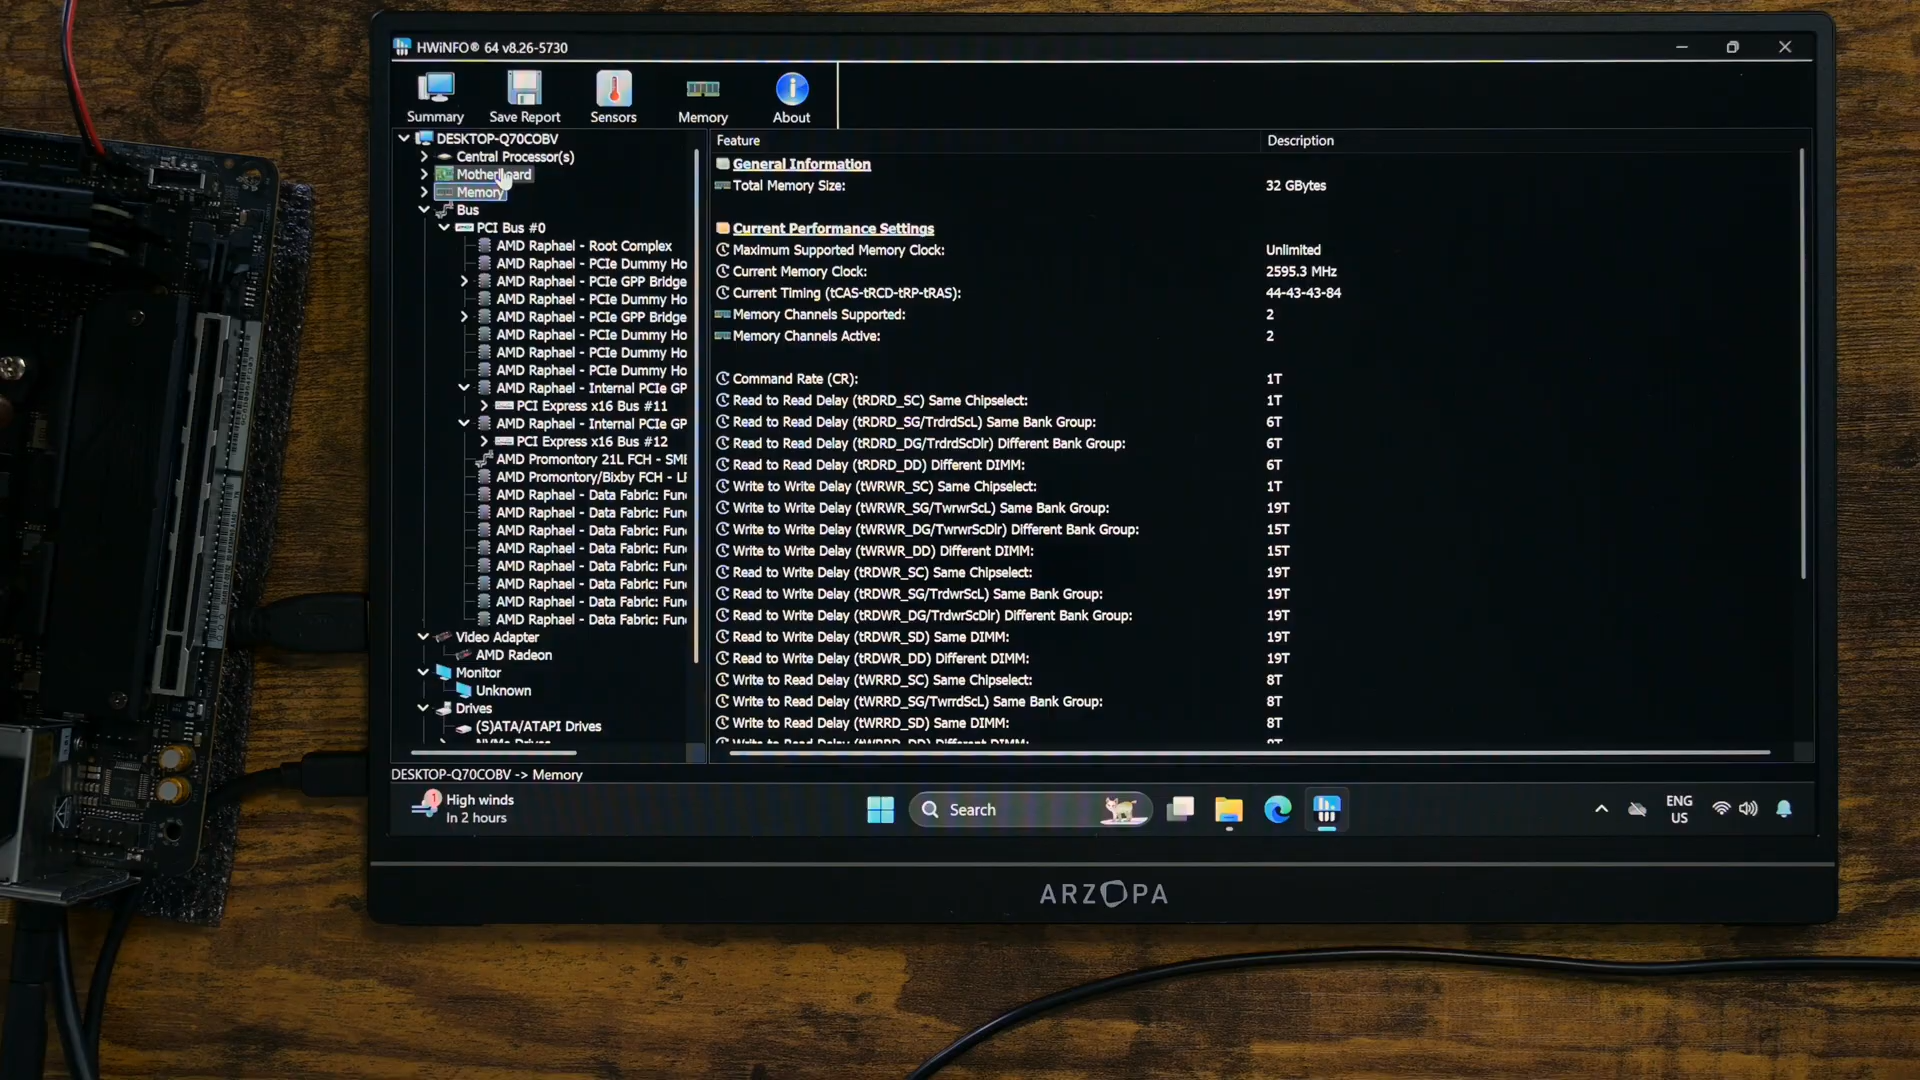 HWiNFO® 64 v8.26-5730
Summary
Save Report
Sensors
Memory
About
DESKTOP-Q70COBV
Central Processor(s)
Motherboard
Memory
Bus
PCI Bus #0
AMD Raphael - Root Complex
AMD Raphael - PCIe Dummy Ho
AMD Raphael - PCIe GPP Bridge
AMD Raphael - PCIe Dummy Ho
AMD Raphael - PCIe GPP Bridge
AMD Raphael - PCIe Dummy Ho
AMD Raphael - PCIe Dummy Ho
AMD Raphael - PCIe Dummy Ho
AMD Raphael - Internal PCIe GP
PCI Express x16 Bus #11
AMD Raphael - Internal PCIe GP
PCI Express x16 Bus #12
AMD Promontory 21L FCH - SME
AMD Promontory/Bixby FCH - LF
AMD Raphael - Data Fabric: Fun
AMD Raphael - Data Fabric: Fun
AMD Raphael - Data Fabric: Fun
AMD Raphael - Data Fabric: Fun
AMD Raphael - Data Fabric: Fun
AMD Raphael - Data Fabric: Fun
AMD Raphael - Data Fabric: Fun
AMD Raphael - Data Fabric: Fun
Video Adapter
AMD Radeon
Monitor
Unknown
Drives
(S)ATA/ATAPI Drives
NVMe Drives
Feature Description
General Information
Total Memory Size: 32 GBytes
Current Performance Settings
Maximum Supported Memory Clock: Unlimited
Current Memory Clock: 2595.3 MHz
Current Timing (tCAS-tRCD-tRP-tRAS): 44-43-43-84
Memory Channels Supported: 2
Memory Channels Active: 2
Command Rate (CR): 1T
Read to Read Delay (tRDRD_SC) Same Chipselect: 1T
Read to Read Delay (tRDRD_SG/TrdrdScL) Same Bank Group: 6T
Read to Read Delay (tRDRD_DG/TrdrdScDlr) Different Bank Group: 6T
Read to Read Delay (tRDRD_DD) Different DIMM: 6T
Write to Write Delay (tWRWR_SC) Same Chipselect: 1T
Write to Write Delay (tWRWR_SG/TwrwrScL) Same Bank Group: 19T
Write to Write Delay (tWRWR_DG/TwrwrScDlr) Different Bank Group: 15T
Write to Write Delay (tWRWR_DD) Different DIMM: 15T
Read to Write Delay (tRDWR_SC) Same Chipselect: 19T
Read to Write Delay (tRDWR_SG/TrdwrScL) Same Bank Group: 19T
Read to Write Delay (tRDWR_DG/TrdwrScDlr) Different Bank Group: 19T
Read to Write Delay (tRDWR_SD) Same DIMM: 19T
Read to Write Delay (tRDWR_DD) Different DIMM: 19T
Write to Read Delay (tWRRD_SC) Same Chipselect: 8T
Write to Read Delay (tWRRD_SG/TwrrdScL) Same Bank Group: 8T
Write to Read Delay (tWRRD_SD) Same DIMM: 8T
Write to Read Delay (tWRRD_DD) Different DIMM: 8T
DESKTOP-Q70COBV -> Memory
1
High winds
In 2 hours
Search
ENG
US
ARZOPA